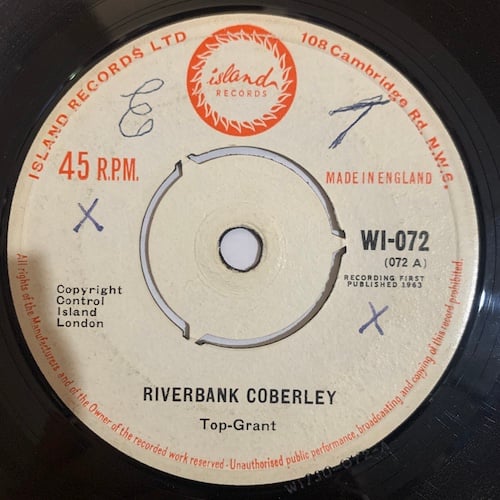 ISLAND RECORDS LTD
108 Cambridge Rd. N.W.6.
island
RECORDS
E
T
45 R.P.M.
MADE IN ENGLAND
X
WI-072
(072 A)
RECORDING FIRST
PUBLISHED 1963
Copyright
Control
Island
London
X
RIVERBANK COBERLEY
Top-Grant
All rights of the Manufacturers and of the Owner of the recorded work reserved - Unauthorised public performance, broadcasting and copying of this record prohibited.